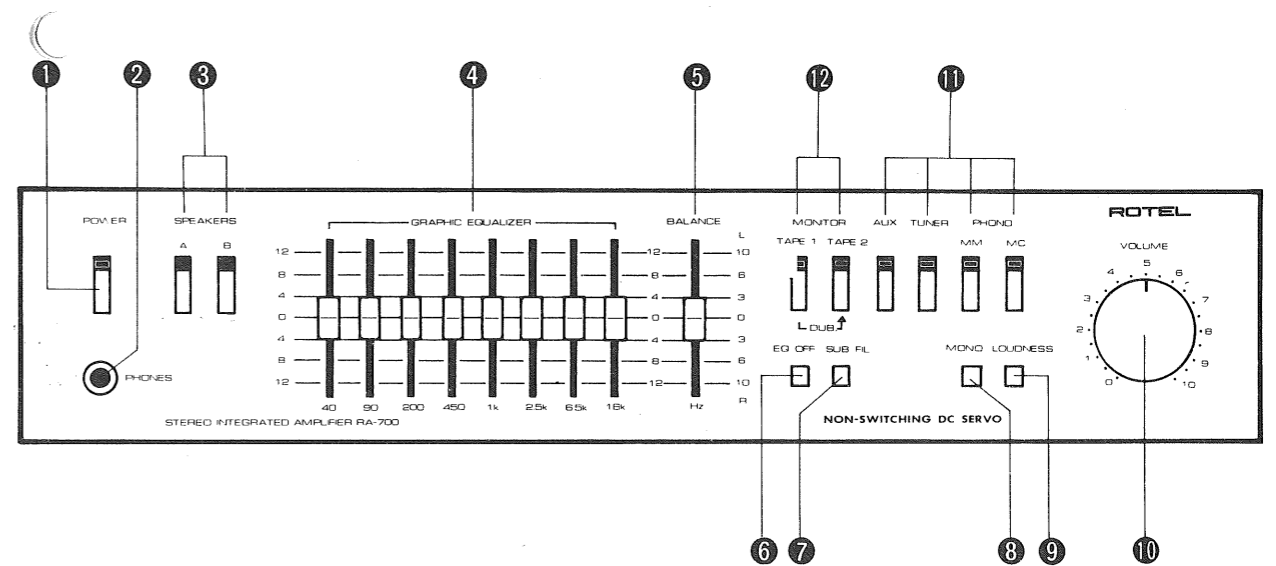 1 2 3 4 5 12 11
POWER SPEAKERS GRAPHIC EQUALIZER BALANCE MONITOR AUX TUNER PHONO ROTEL
A B L TAPE 1 TAPE 2 MM MC VOLUME
12 12 10
8 8 6
4 4 3
0 0 0
4 4 3
8 8 6
12 12 10
R
40 90 200 450 1k 2.5k 6.5k 16k Hz
DUB.
EQ OFF SUB FIL MONO LOUDNESS
0 1 2 3 4 5 6 7 8 9 10
PHONES
STEREO INTEGRATED AMPLIFIER RA-700
NON-SWITCHING DC SERVO
6 7 8 9 10